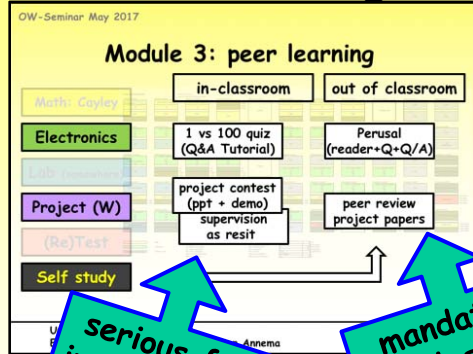 OW-Seminar May 2017
Module 3: peer learning
in-classroom
out of classroom
Math: Cayley
Electronics
1 vs 100 quiz
(Q&A Tutorial)
Perusal
(reader+Q+Q/A)
Lab
Project (W)
project contest
(ppt + demo)
supervision
as resit
peer review
project papers
(Re)Test
Self study
Annema
serious